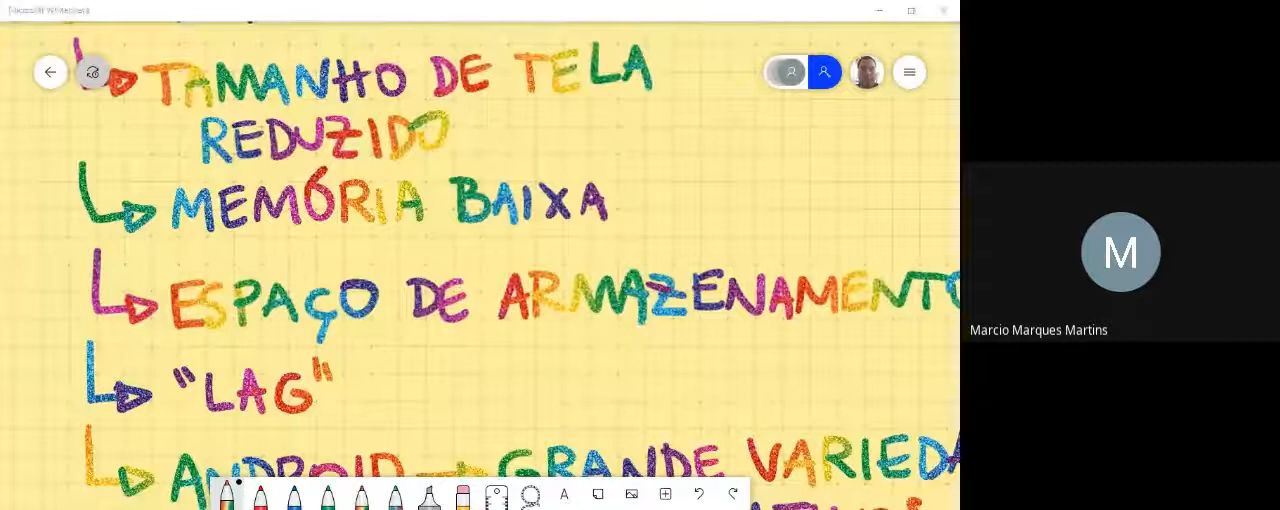 TAMANHO DE TELA
REDUZIDO
MEMÓRIA BAIXA
ESPAÇO DE ARMAZENAMENTO
"LAG"
ANDROID → GRANDE VARIEDA
M
Marcio Marques Martins
A